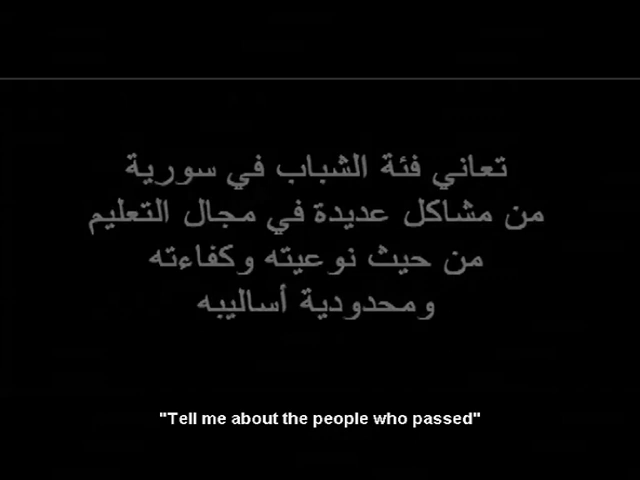 تعاني فئة الشباب في سورية
من مشاكل عديدة في مجال التعليم
من حيث نوعيته وكفاءته
ومحدودية أساليبه
"Tell me about the people who passed"